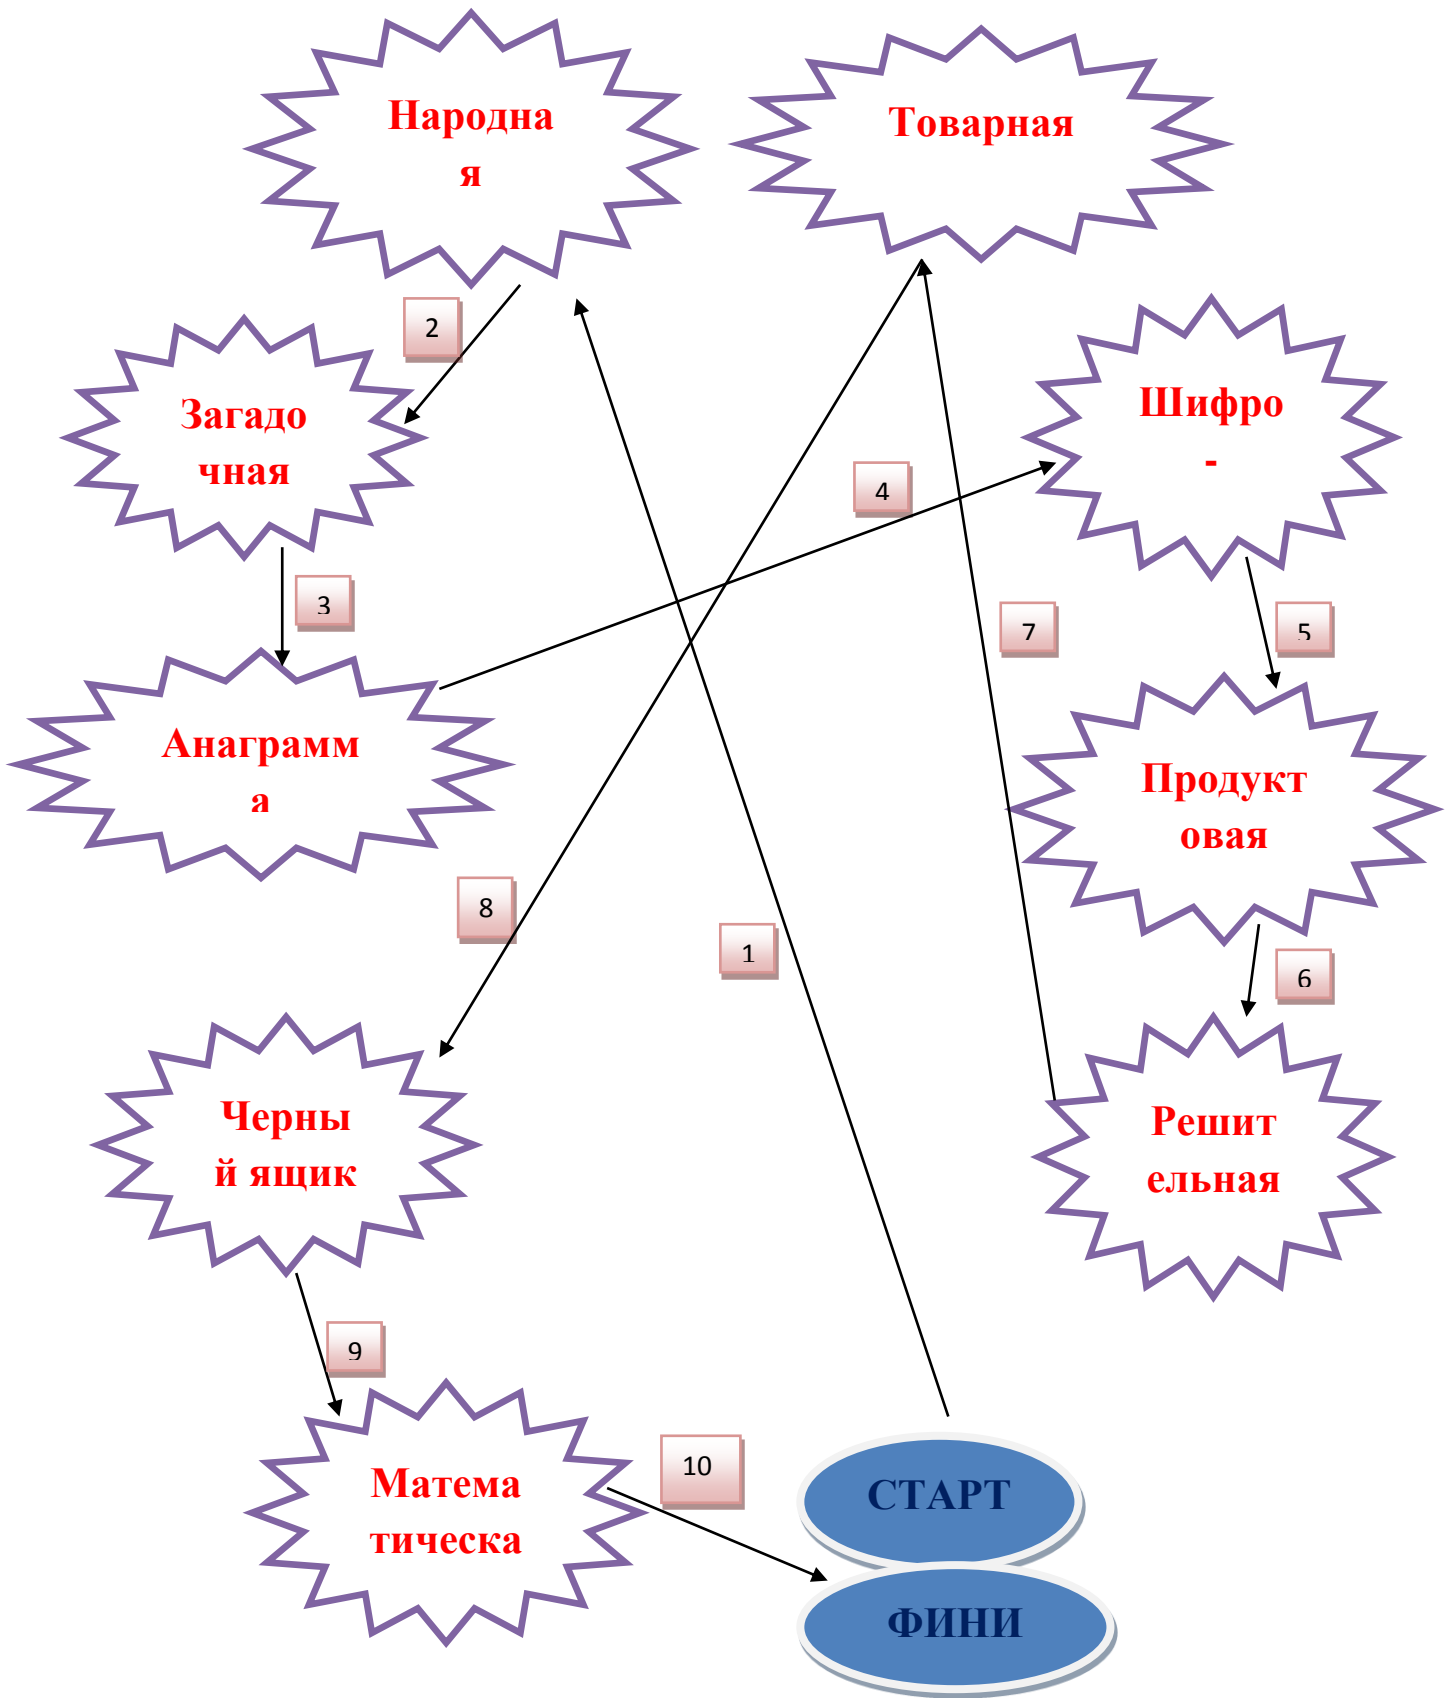 Народна
я
Товарная
2
Загадо
чная
Шифро
-
4
3
7
5
Анаграмм
а
Продукт
овая
8
1
6
Черны
й ящик
Решит
ельная
9
Матема
тическа
10
СТАРТ
ФИНИ